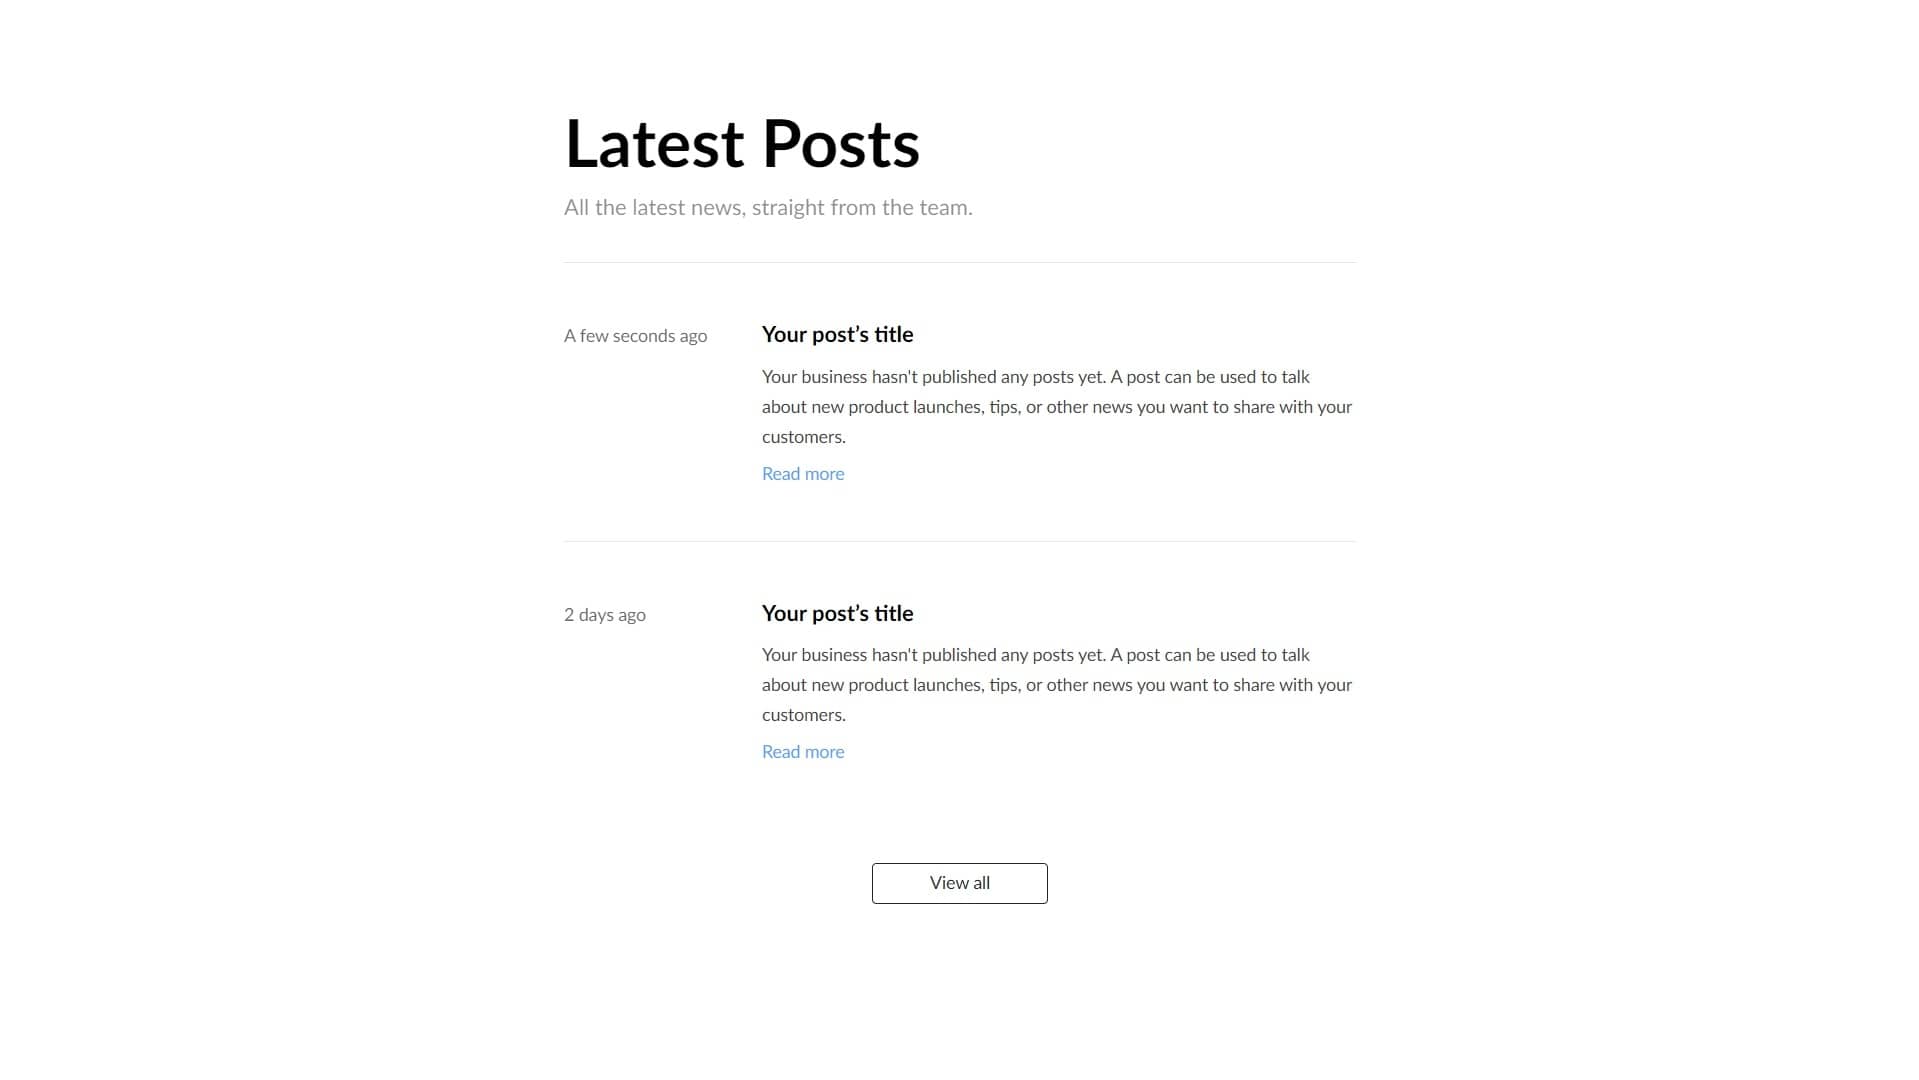 Latest Posts
All the latest news, straight from the team.
A few seconds ago
Your post’s title
Your business hasn't published any posts yet. A post can be used to talk
about new product launches, tips, or other news you want to share with your
customers.
Read more
2 days ago
Your post’s title
Your business hasn't published any posts yet. A post can be used to talk
about new product launches, tips, or other news you want to share with your
customers.
Read more
View all